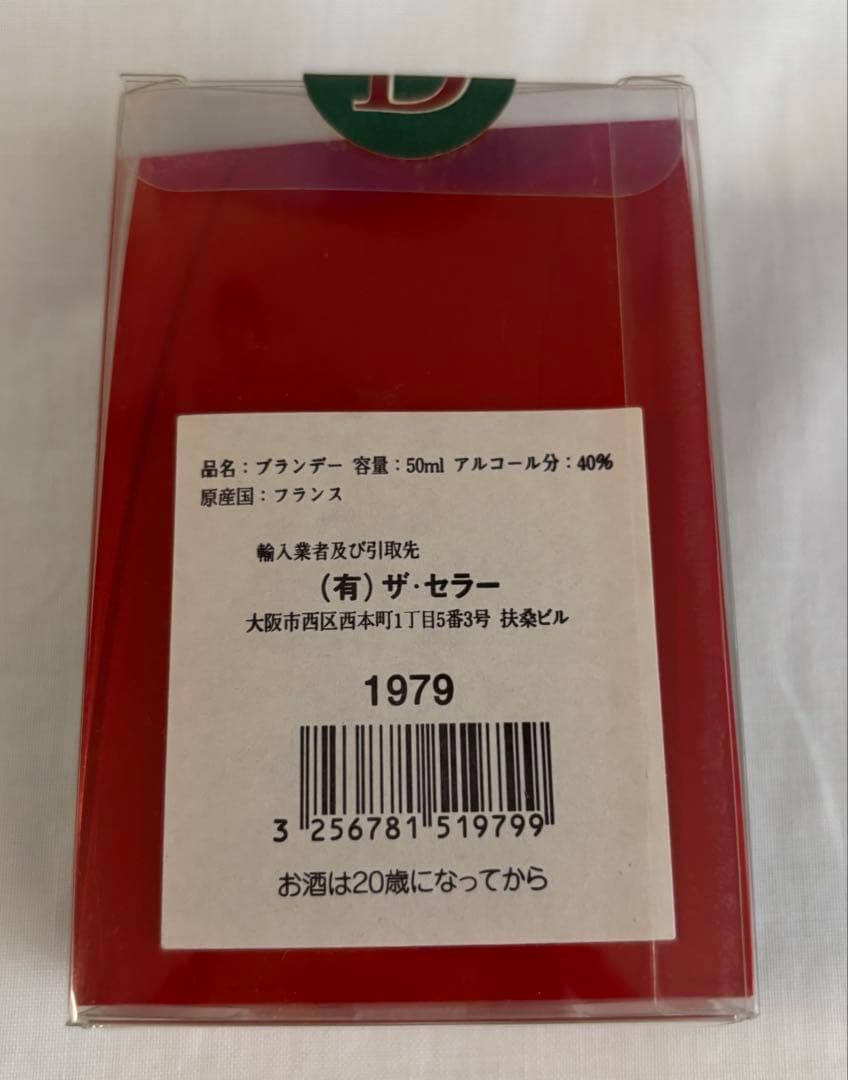 D
品名：ブランデー 容量：50ml アルコール分：40%
原産国：フランス
輸入業者及び引取先
(有)ザ・セラー
大阪市西区西本町1丁目5番3号 扶桑ビル
1979
3 256781 519799
お酒は20歳になってから